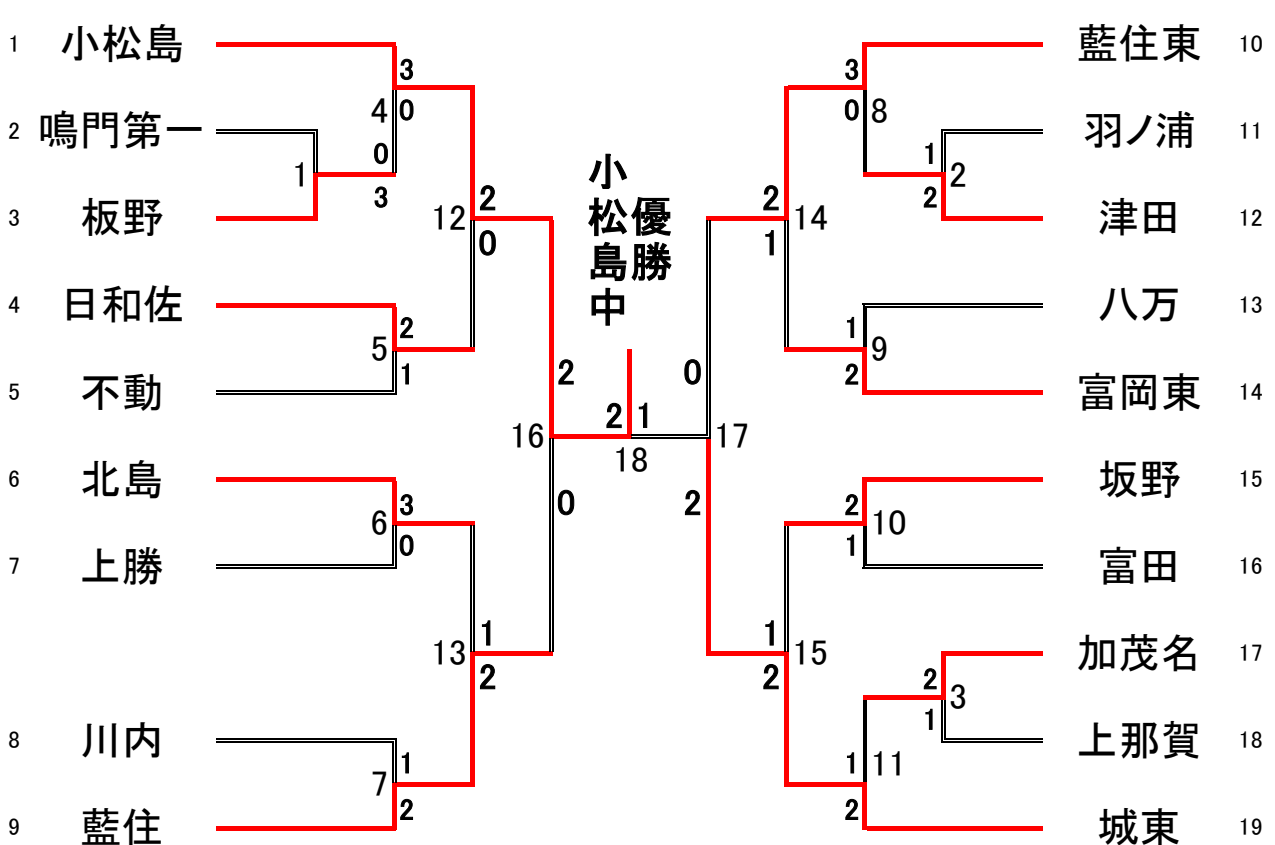 1 小松島
2 鳴門第一
3 板野
4 日和佐
5 不動
6 北島
7 上勝
8 川内
9 藍住
3
4 0
0
1
3
2
12
0
2
5
1
3
6
0
1
13
2
1
7
2
2
16
0
優勝
小松島中
2 1
18
0
17
2
3
0 8
1
2
2
2
14
1
1
9
2
2
10
1
1
15
2
2
3
1
1 11
2
藍住東 10
羽ノ浦 11
津田 12
八万 13
富岡東 14
坂野 15
富田 16
加茂名 17
上那賀 18
城東 19